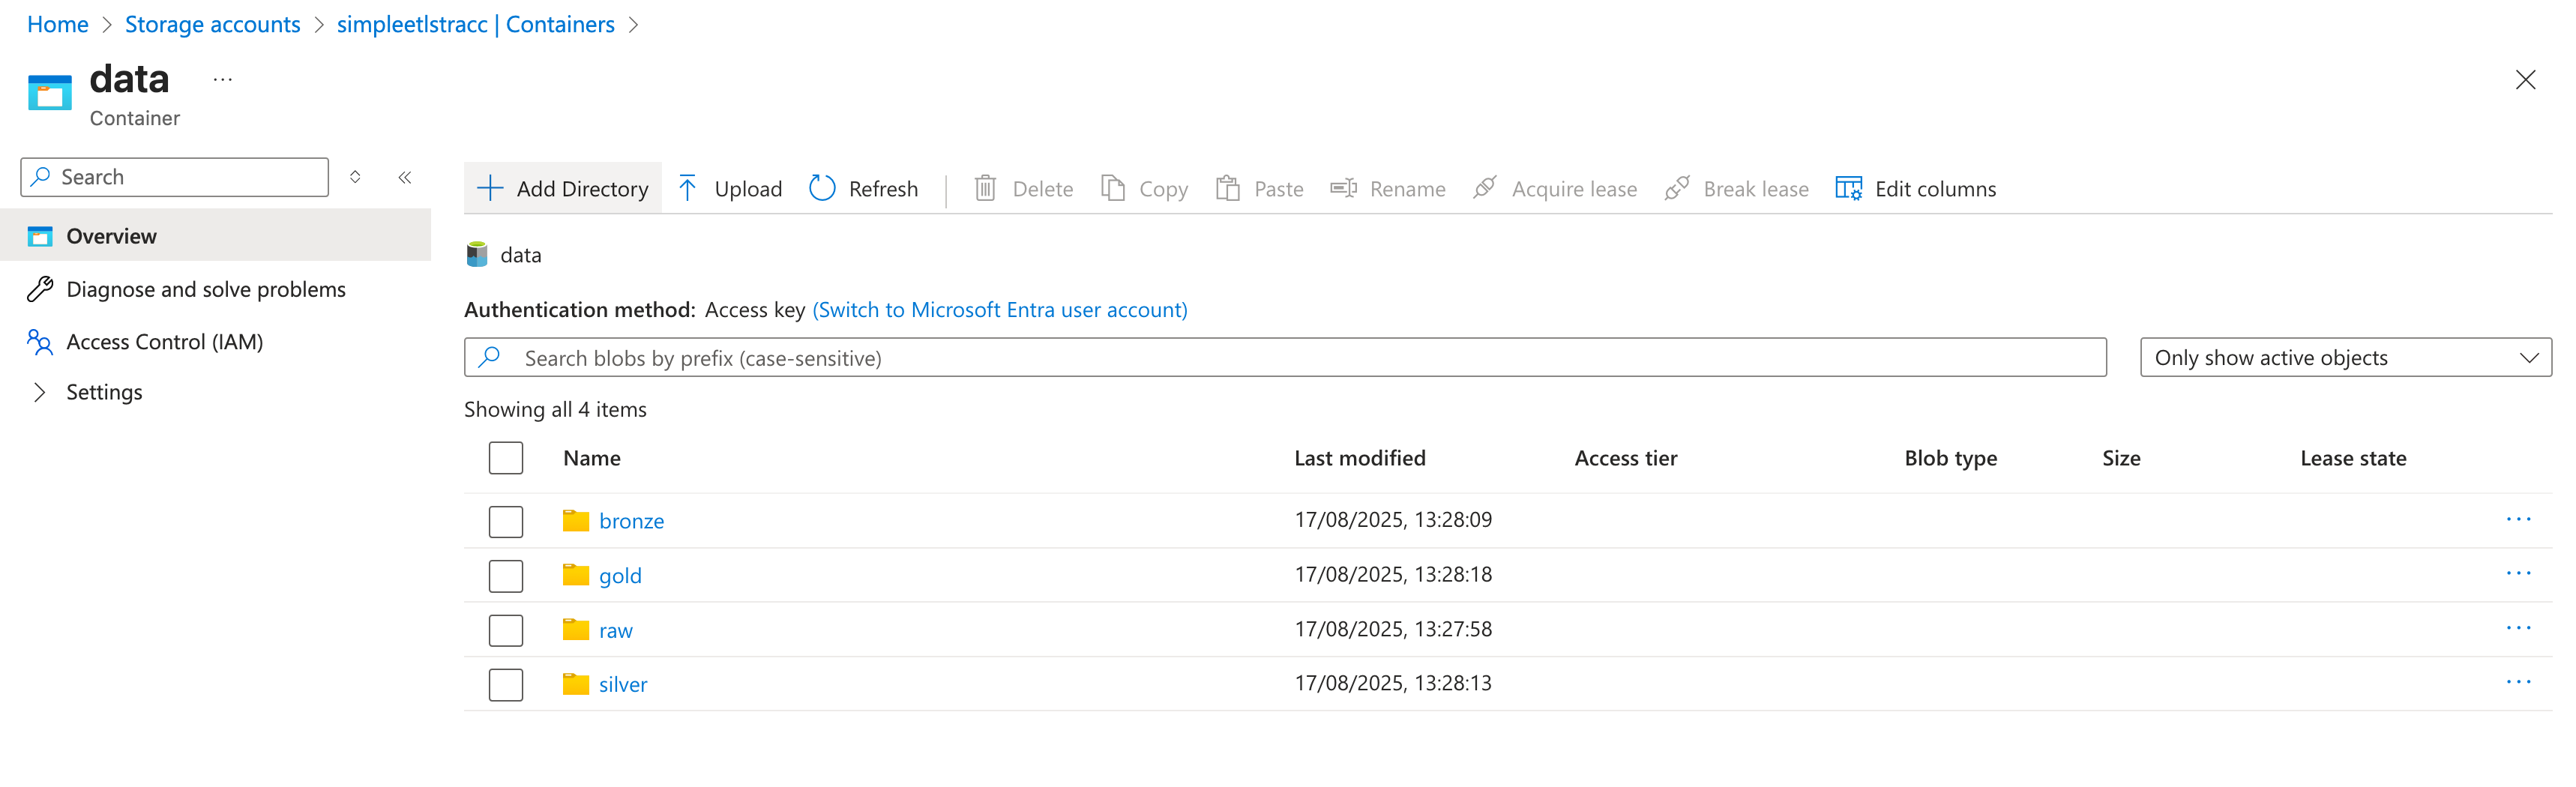 Home > Storage accounts > simpleetlstracc | Containers >
data ...
Container
Search
Overview
Diagnose and solve problems
Access Control (IAM)
Settings
Add Directory Upload Refresh Delete Copy Paste Rename Acquire lease Break lease Edit columns
data
Authentication method: Access key (Switch to Microsoft Entra user account)
Search blobs by prefix (case-sensitive) Only show active objects
Showing all 4 items
Name Last modified Access tier Blob type Size Lease state
bronze 17/08/2025, 13:28:09 ...
gold 17/08/2025, 13:28:18 ...
raw 17/08/2025, 13:27:58 ...
silver 17/08/2025, 13:28:13 ...